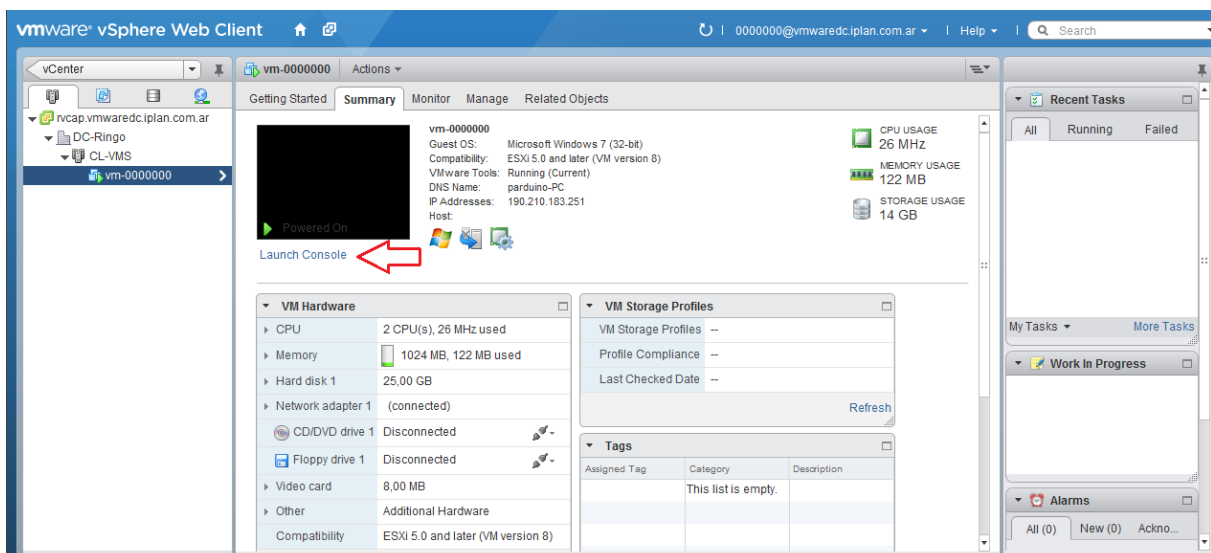 vmware® vSphere Web Client
0000000@vmwaredc.iplan.com.ar
Help
Search
vCenter
rvcap.vmwaredc.iplan.com.ar
DC-Ringo
CL-VMS
vm-0000000
vm-0000000 Actions
Getting Started Summary Monitor Manage Related Objects
Powered On
Launch Console
vm-0000000
Guest OS: Microsoft Windows 7 (32-bit)
Compatibility: ESXi 5.0 and later (VM version 8)
VMware Tools: Running (Current)
DNS Name: parduino-PC
IP Addresses: 190.210.183.251
Host:
CPU USAGE
26 MHz
MEMORY USAGE
122 MB
STORAGE USAGE
14 GB
VM Hardware
CPU 2 CPU(s), 26 MHz used
Memory 1024 MB, 122 MB used
Hard disk 1 25,00 GB
Network adapter 1 (connected)
CD/DVD drive 1 Disconnected
Floppy drive 1 Disconnected
Video card 8,00 MB
Other Additional Hardware
Compatibility ESXi 5.0 and later (VM version 8)
VM Storage Profiles
VM Storage Profiles --
Profile Compliance --
Last Checked Date --
Refresh
Tags
Assigned Tag Category Description
This list is empty.
Recent Tasks
All Running Failed
My Tasks More Tasks
Work In Progress
Alarms
All (0) New (0) Ackno...